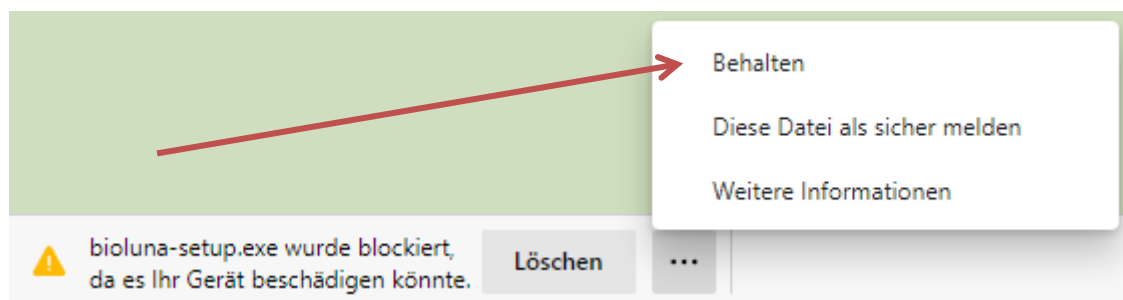 Behalten
Diese Datei als sicher melden
Weitere Informationen
bioluna-setup.exe wurde blockiert,
da es Ihr Gerät beschädigen könnte.
Löschen
...